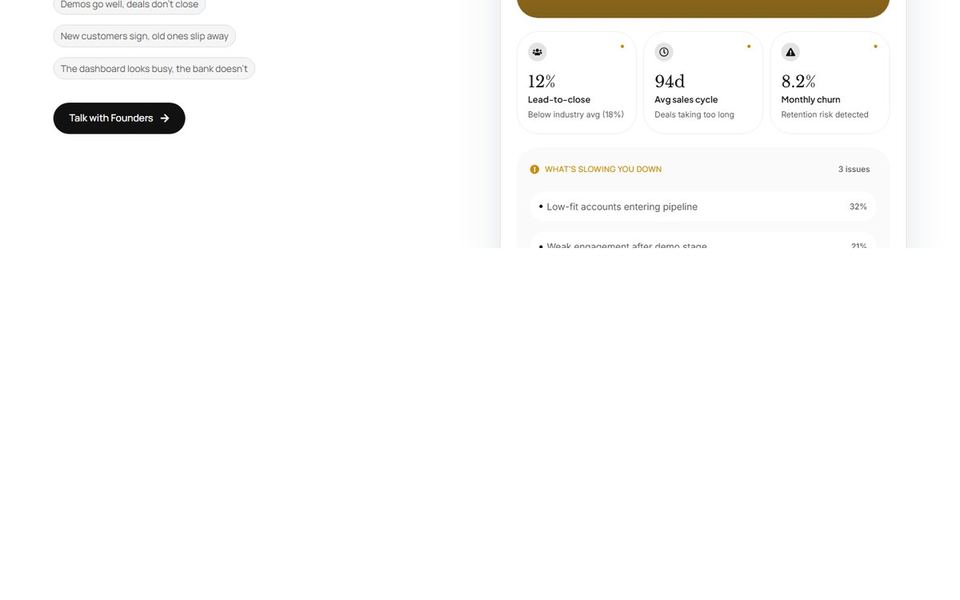 Demos go well, deals don't close
New customers sign, old ones slip away
The dashboard looks busy, the bank doesn't
Talk with Founders
12%
Lead-to-close
Below industry avg (18%)
94d
Avg sales cycle
Deals taking too long
8.2%
Monthly churn
Retention risk detected
WHAT'S SLOWING YOU DOWN
3 issues
Low-fit accounts entering pipeline
32%
Weak engagement after demo stage
21%